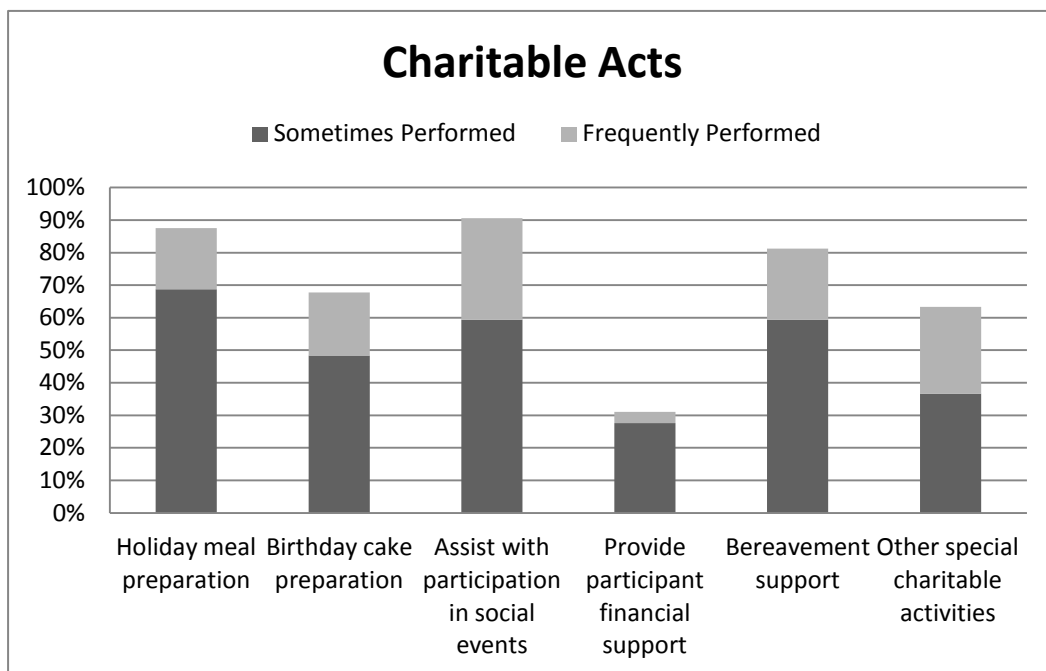 Charitable Acts
Sometimes Performed Frequently Performed
100%
90%
80%
70%
60%
50%
40%
30%
20%
10%
0%
Holiday meal
preparation
Birthday cake
preparation
Assist with
participation
in social
events
Provide
participant
financial
support
Bereavement
support
Other special
charitable
activities